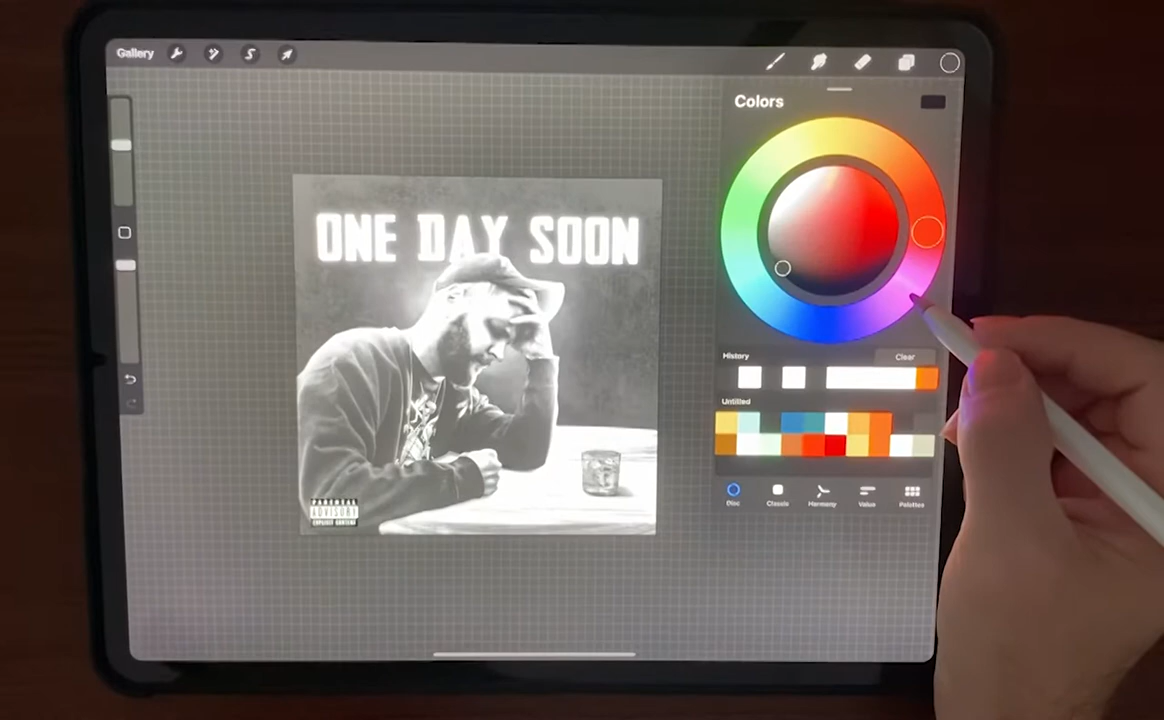 Gallery
Colors
ONE DAY SOON
History
Clear
Untitled
Disc
Classic
Harmony
Value
Palettes
PARENTAL
ADVISORY
EXPLICIT CONTENT